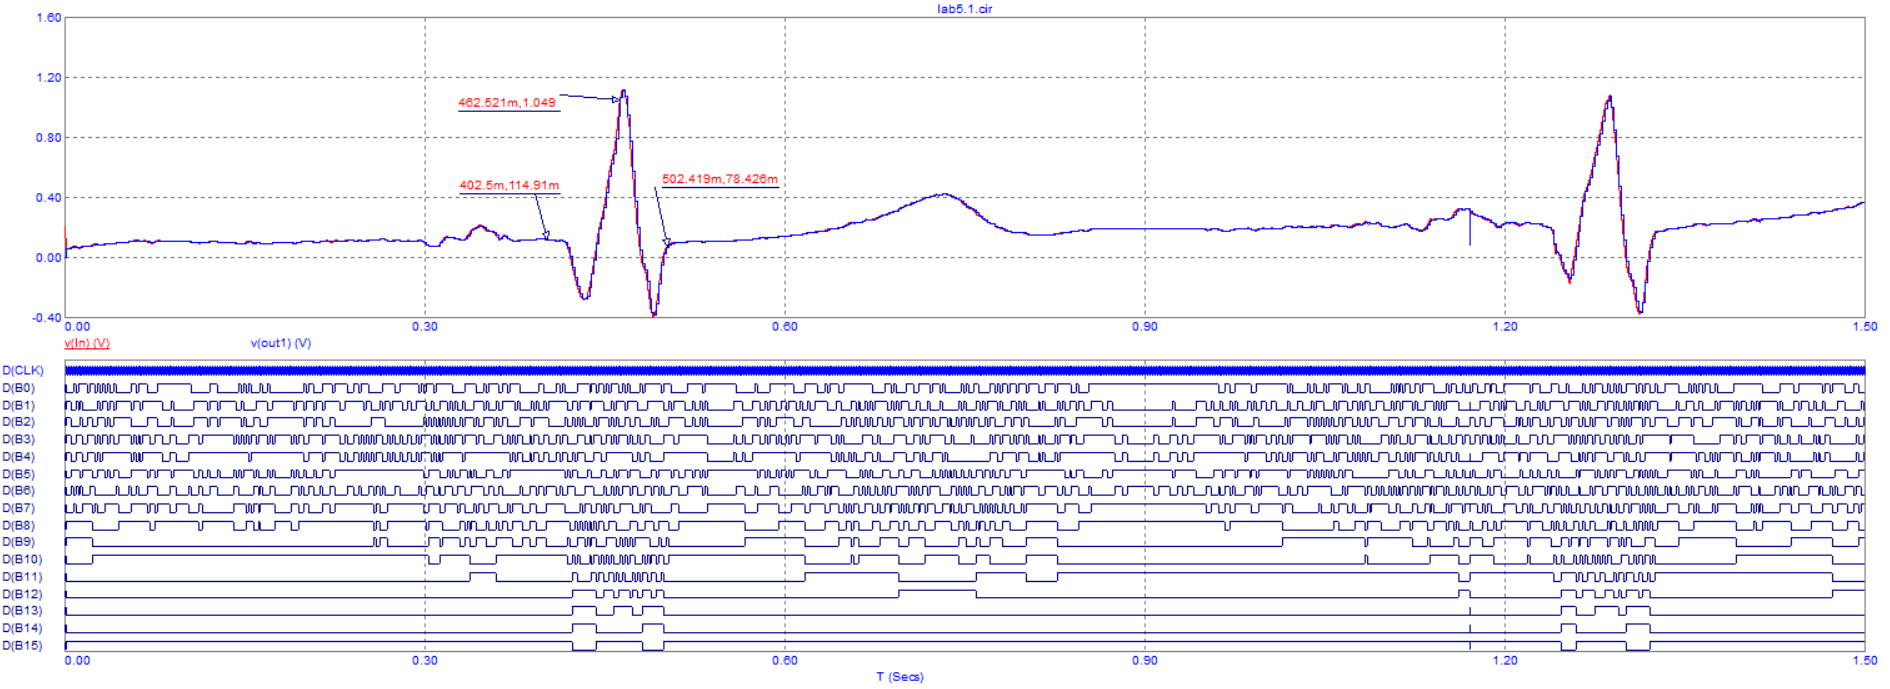 lab5.1.cir
1.60
1.20
0.80
0.40
0.00
-0.40
462.521m,1.049
402.5m,114.91m
502.419m,78.426m
0.00 0.30 0.60 0.90 1.20 1.50
v(In) (V) v(out1) (V)
D(CLK)
D(B0)
D(B1)
D(B2)
D(B3)
D(B4)
D(B5)
D(B6)
D(B7)
D(B8)
D(B9)
D(B10)
D(B11)
D(B12)
D(B13)
D(B14)
D(B15)
0.00 0.30 0.60 0.90 1.20 1.50
T (Secs)